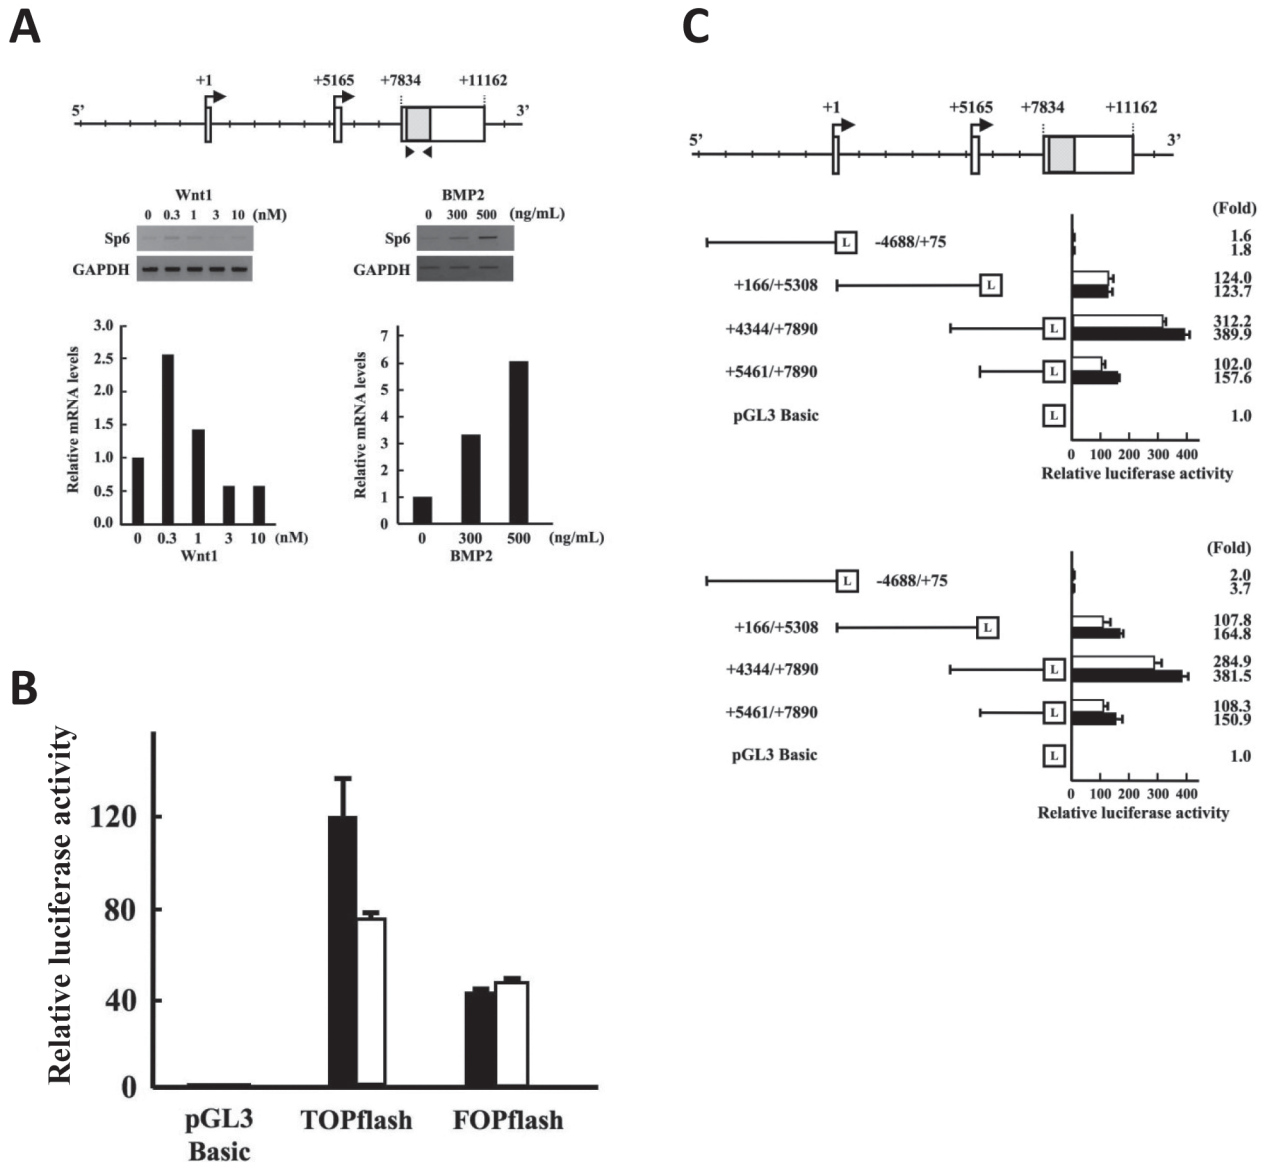 A
+1 +5165 +7834 +11162
5’ 3’
Wnt1
0 0.3 1 3 10 (nM)
Sp6
GAPDH
BMP2
0 300 500 (ng/mL)
Sp6
GAPDH
Relative mRNA levels
3.0
2.5
2.0
1.5
1.0
0.5
0.0
0 0.3 1 3 10 (nM)
Wnt1
Relative mRNA levels
7
6
5
4
3
2
1
0
0 300 500 (ng/mL)
BMP2
B
Relative luciferase activity
120
80
40
0
pGL3 Basic
TOPflash
FOPflash
C
+1 +5165 +7834 +11162
5’ 3’
(Fold)
L -4688/+75 1.6
1.8
+166/+5308 L 124.0
123.7
+4344/+7890 L 312.2
389.9
+5461/+7890 L 102.0
157.6
pGL3 Basic L 1.0
0 100 200 300 400
Relative luciferase activity
(Fold)
L -4688/+75 2.0
3.7
+166/+5308 L 107.8
164.8
+4344/+7890 L 284.9
381.5
+5461/+7890 L 108.3
150.9
pGL3 Basic L 1.0
0 100 200 300 400
Relative luciferase activity